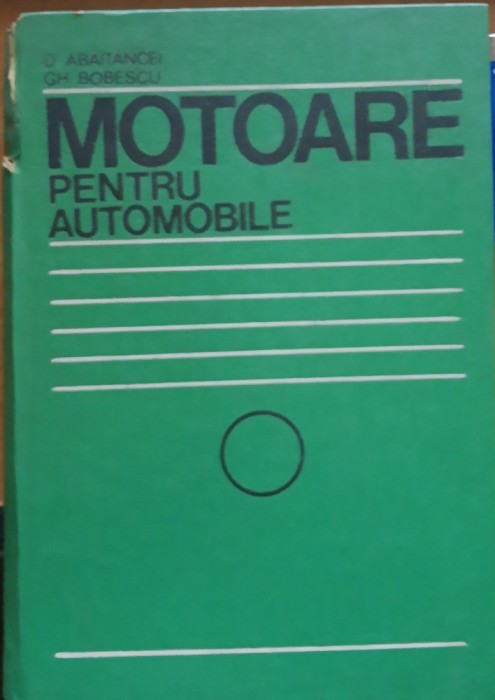 D ABAITANCEI
GH BOBESCU
MOTOARE
PENTRU
AUTOMOBILE